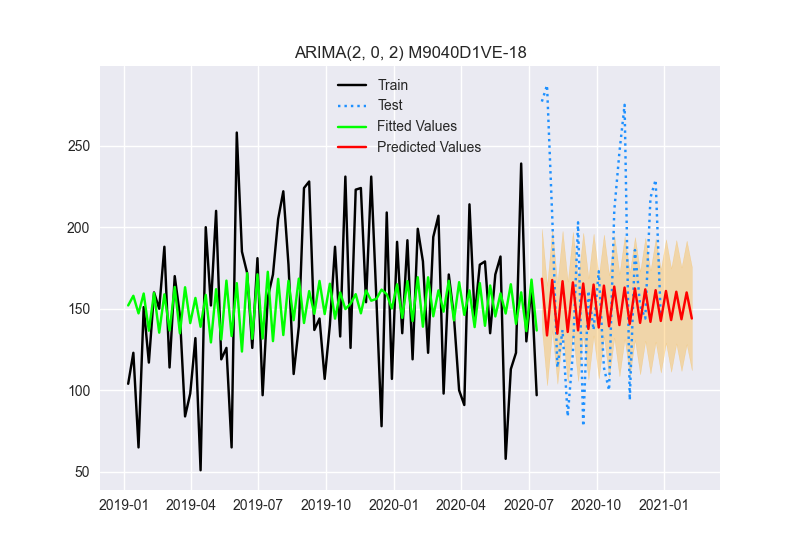 ARIMA(2, 0, 2) M9040D1VE-18
Train
Test
Fitted Values
Predicted Values
250
200
150
100
50
2019-01 2019-04 2019-07 2019-10 2020-01 2020-04 2020-07 2020-10 2021-01